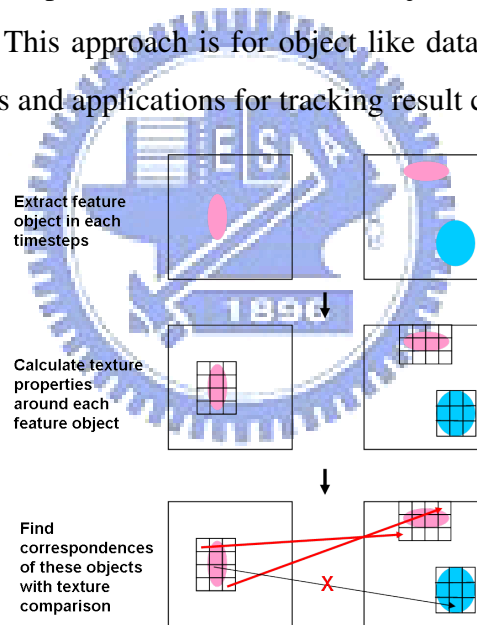 This approach is for object like data
s and applications for tracking result
Extract feature
object in each
timesteps
E S A
1896
Calculate texture
properties
around each
feature object
Find
correspondences
of these objects
with texture
comparison
X